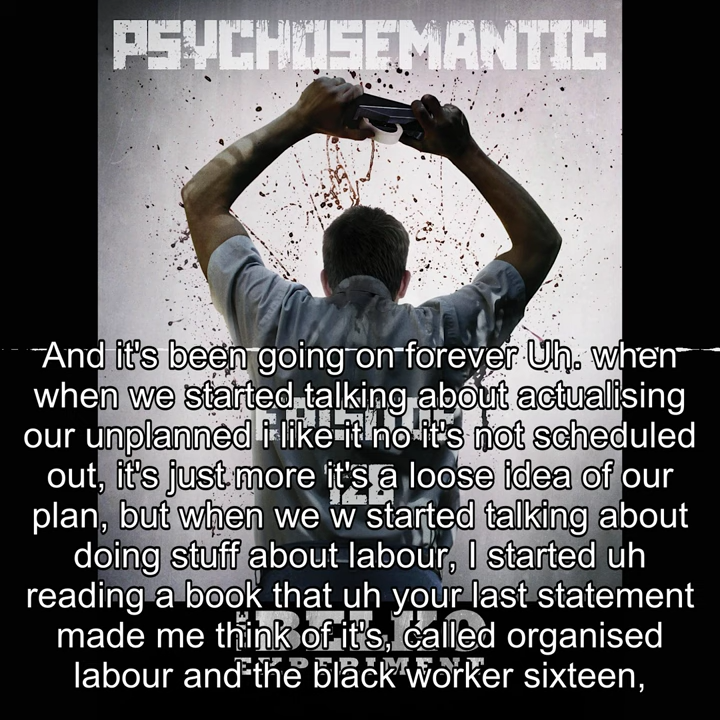 PSYCHOSEMANTIC
And it's been going on forever Uh. when
when we started talking about actualising
our unplanned i like it no it's not scheduled
out, it's just more it's a loose idea of our
plan, but when we w started talking about
doing stuff about labour, I started uh
reading a book that uh your last statement
made me think of it's, called organised
labour and the black worker sixteen,
EXPERIMENT